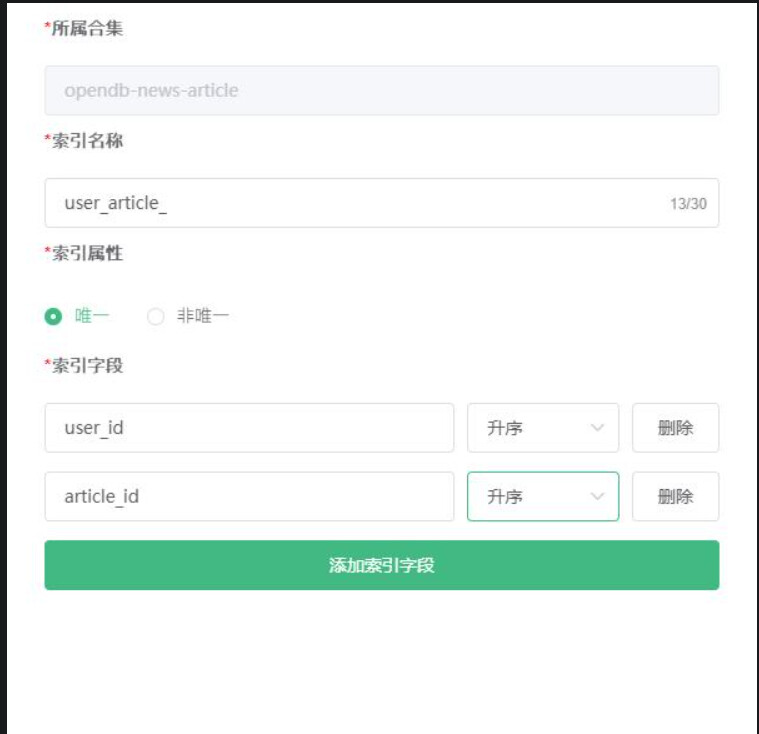 *所属合集
opendb-news-article
*索引名称
user_article_ 13/30
*索引属性
唯一 非唯一
*索引字段
user_id 升序 删除
article_id 升序 删除
添加索引字段